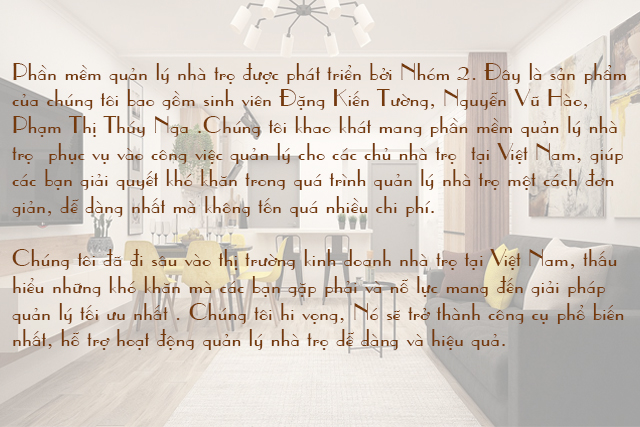 Phần mềm quản lý nhà trọ được phát triển bởi Nhóm 2. Đây là sản phẩm
của chúng tôi bao gồm sinh viên Đặng Kiến Tường, Nguyễn Vũ Hào,
Phạm Thị Thúy Nga .Chúng tôi khao khát mang phần mềm quản lý nhà
trọ phục vụ vào công việc quản lý cho các chủ nhà trọ tại Việt Nam, giúp
các bạn giải quyết khó khăn trong quá trình quản lý nhà trọ một cách đơn
giản, dễ dàng nhất mà không tốn quá nhiều chi phí.
Chúng tôi đã đi sâu vào thị trường kinh doanh nhà trọ tại Việt Nam, thấu
hiểu những khó khăn mà các bạn gặp phải và nỗ lực mang đến giải pháp
quản lý tối ưu nhất . Chúng tôi hi vọng, Nó sẽ trở thành công cụ phổ biến
nhất, hỗ trợ hoạt động quản lý nhà trọ dễ dàng và hiệu quả.